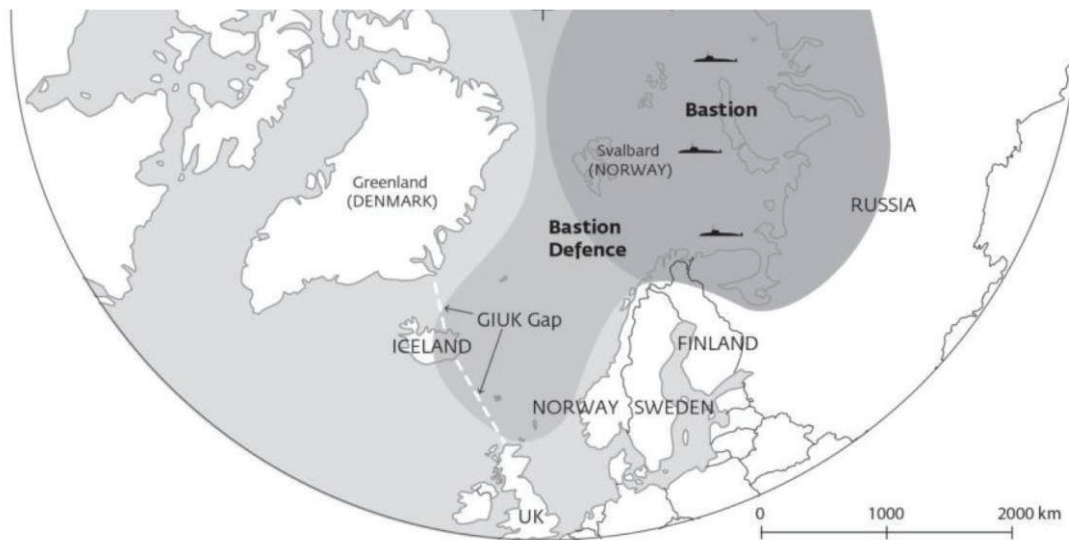 Bastion
Svalbard
(NORWAY)
Greenland
(DENMARK)
RUSSIA
Bastion
Defence
GIUK Gap
ICELAND
FINLAND
NORWAY
SWEDEN
UK
0
1000
2000 km